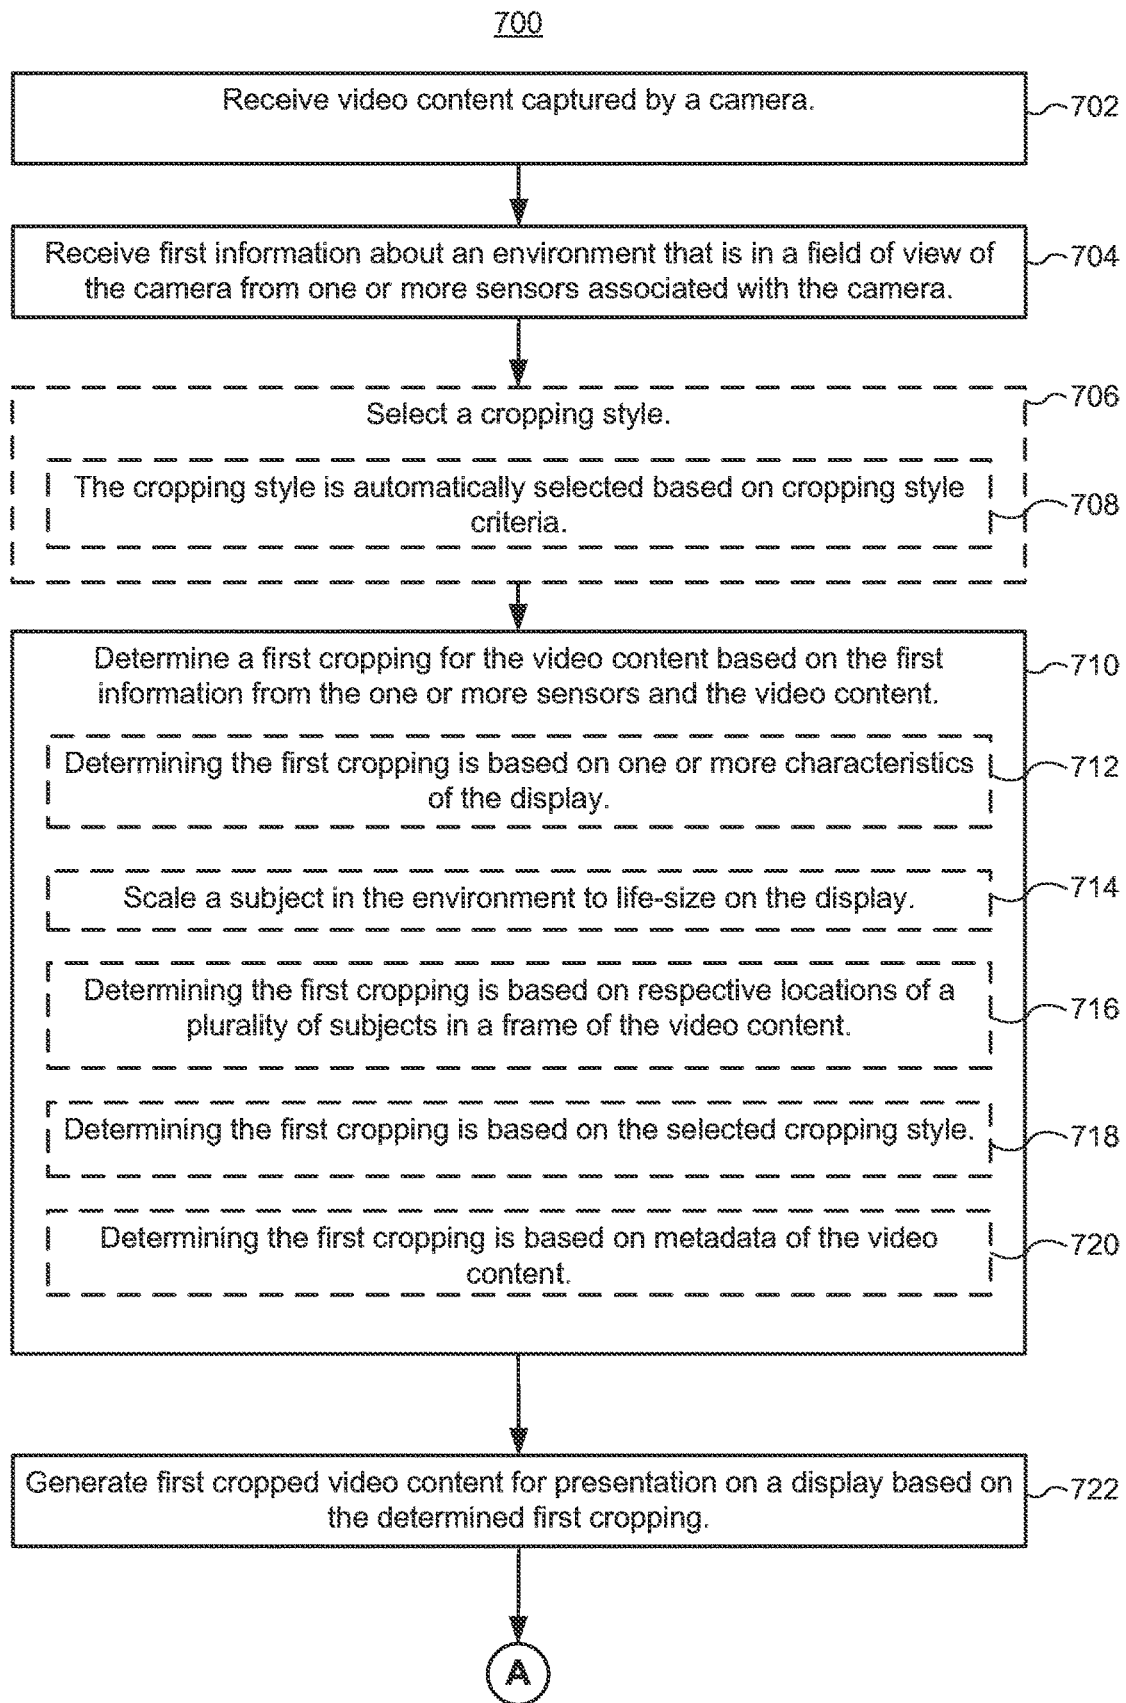 700
Receive video content captured by a camera.
702
Receive first information about an environment that is in a field of view of
the camera from one or more sensors associated with the camera.
704
Select a cropping style.
706
The cropping style is automatically selected based on cropping style
criteria.
708
Determine a first cropping for the video content based on the first
information from the one or more sensors and the video content.
710
Determining the first cropping is based on one or more characteristics
of the display.
712
Scale a subject in the environment to life-size on the display.
714
Determining the first cropping is based on respective locations of a
plurality of subjects in a frame of the video content.
716
Determining the first cropping is based on the selected cropping style.
718
Determining the first cropping is based on metadata of the video
content.
720
Generate first cropped video content for presentation on a display based on
the determined first cropping.
722
A